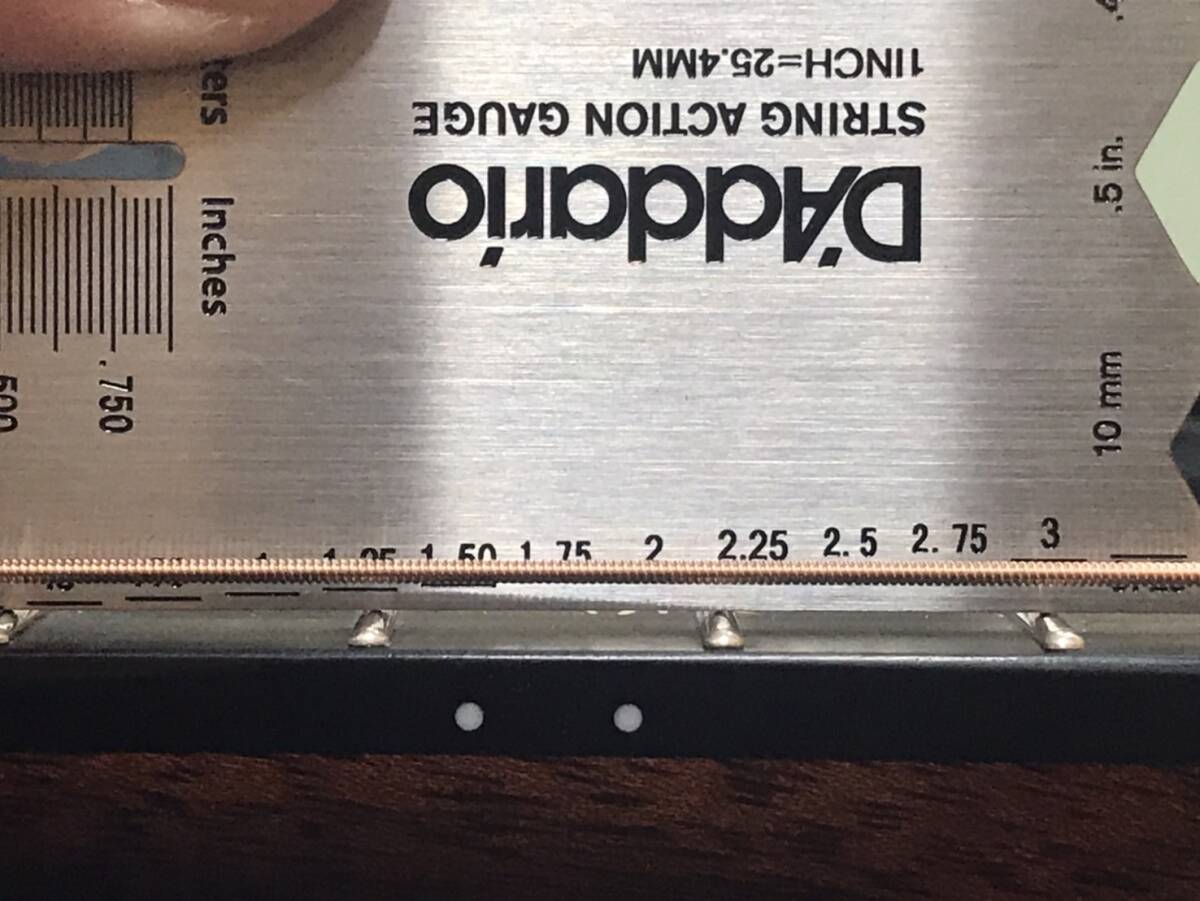 D'Addario
STRING ACTION GAUGE
1INCH=25.4MM
Inches
.750
.5 in.
10 mm
1.50 1.75 2 2.25 2.5 2.75 3